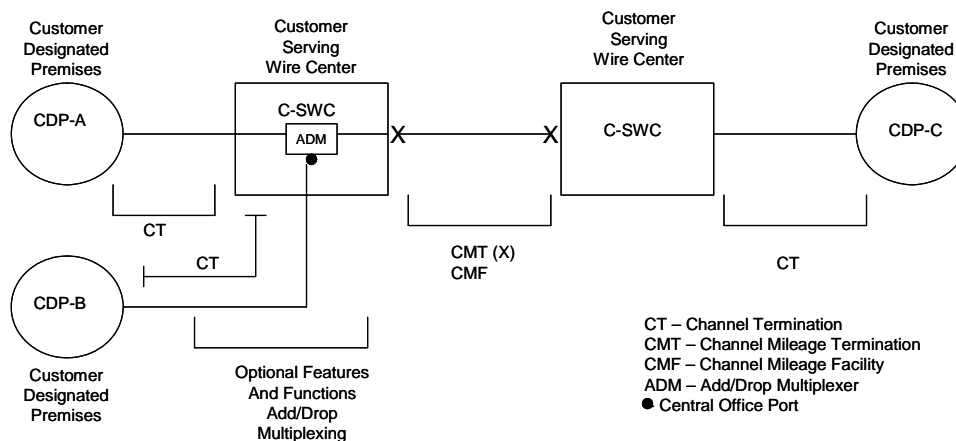 Customer
Designated
Premises
CDP-A
Customer
Serving
Wire Center
C-SWC
ADM
X
X
Customer
Serving
Wire Center
C-SWC
Customer
Designated
Premises
CDP-C
CT
CT
CMT (X)
CMF
CT
CDP-B
Customer
Designated
Premises
Optional Features
And Functions
Add/Drop
Multiplexing
CT – Channel Termination
CMT – Channel Mileage Termination
CMF – Channel Mileage Facility
ADM – Add/Drop Multiplexer
Central Office Port